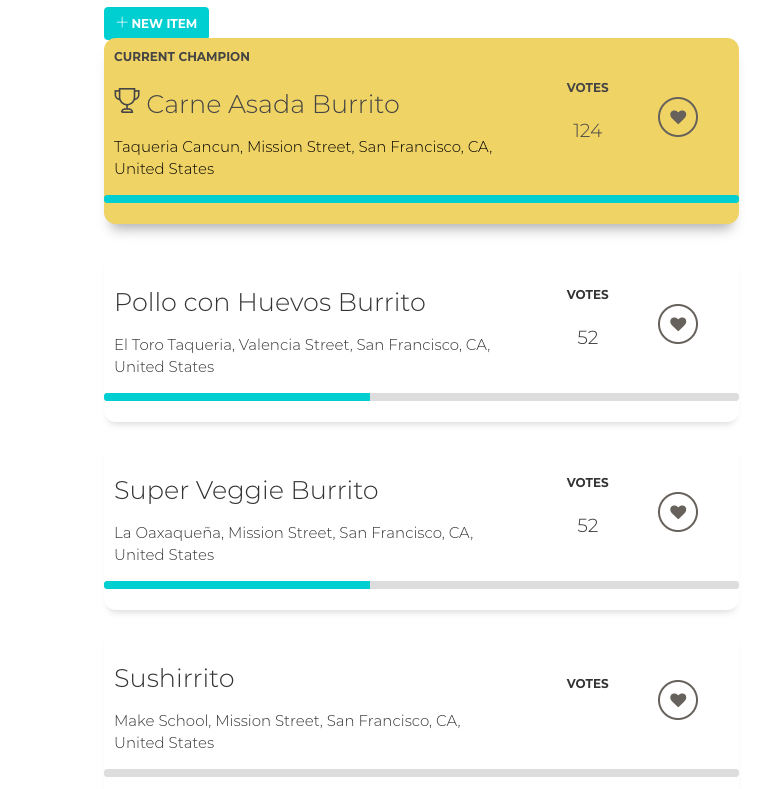 + NEW ITEM
CURRENT CHAMPION
Carne Asada Burrito
VOTES
124
Taqueria Cancun, Mission Street, San Francisco, CA,
United States
Pollo con Huevos Burrito
VOTES
52
El Toro Taqueria, Valencia Street, San Francisco, CA,
United States
Super Veggie Burrito
VOTES
52
La Oaxaqueña, Mission Street, San Francisco, CA,
United States
Sushirrito
VOTES
Make School, Mission Street, San Francisco, CA,
United States